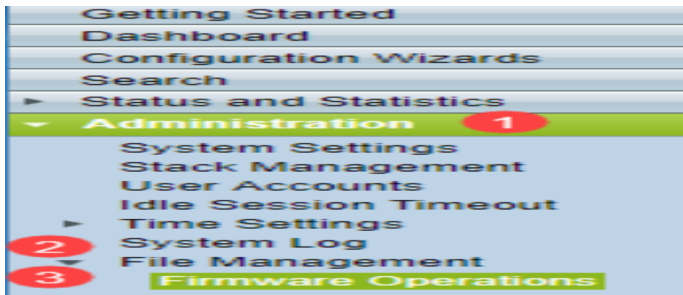 Getting Started
Dashboard
Configuration Wizards
Search
Status and Statistics
Administration 1
System Settings
Stack Management
User Accounts
Idle Session Timeout
Time Settings
2 System Log
File Management
3 Firmware Operations